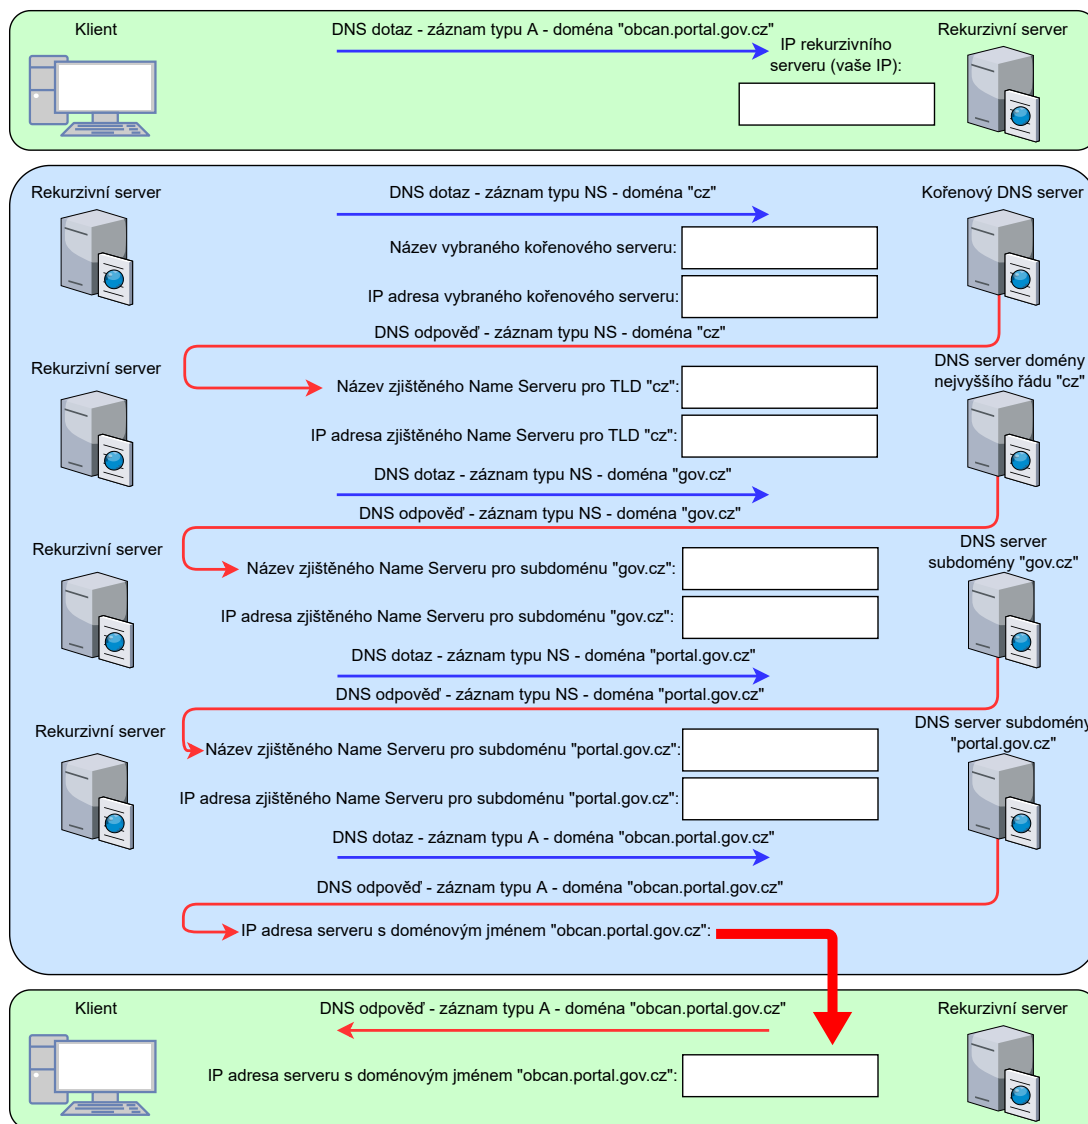 Klient
DNS dotaz - záznam typu A - doména "obcan.portal.gov.cz"
Rekurzivní server
IP rekurzivního
serveru (vaše IP):
Rekurzivní server
DNS dotaz - záznam typu NS - doména "cz"
Kořenový DNS server
Název vybraného kořenového serveru:
IP adresa vybraného kořenového serveru:
DNS odpověď - záznam typu NS - doména "cz"
Rekurzivní server
DNS server domény
nejvyššího řádu "cz"
Název zjištěného Name Serveru pro TLD "cz":
IP adresa zjištěného Name Serveru pro TLD "cz":
DNS dotaz - záznam typu NS - doména "gov.cz"
DNS odpověď - záznam typu NS - doména "gov.cz"
Rekurzivní server
DNS server
subdomény "gov.cz"
Název zjištěného Name Serveru pro subdoménu "gov.cz":
IP adresa zjištěného Name Serveru pro subdoménu "gov.cz":
DNS dotaz - záznam typu NS - doména "portal.gov.cz"
DNS odpověď - záznam typu NS - doména "portal.gov.cz"
Rekurzivní server
DNS server subdomény
"portal.gov.cz"
Název zjištěného Name Serveru pro subdoménu "portal.gov.cz":
IP adresa zjištěného Name Serveru pro subdoménu "portal.gov.cz":
DNS dotaz - záznam typu A - doména "obcan.portal.gov.cz"
DNS odpověď - záznam typu A - doména "obcan.portal.gov.cz"
IP adresa serveru s doménovým jménem "obcan.portal.gov.cz":
Klient
DNS odpověď - záznam typu A - doména "obcan.portal.gov.cz"
Rekurzivní server
IP adresa serveru s doménovým jménem "obcan.portal.gov.cz":